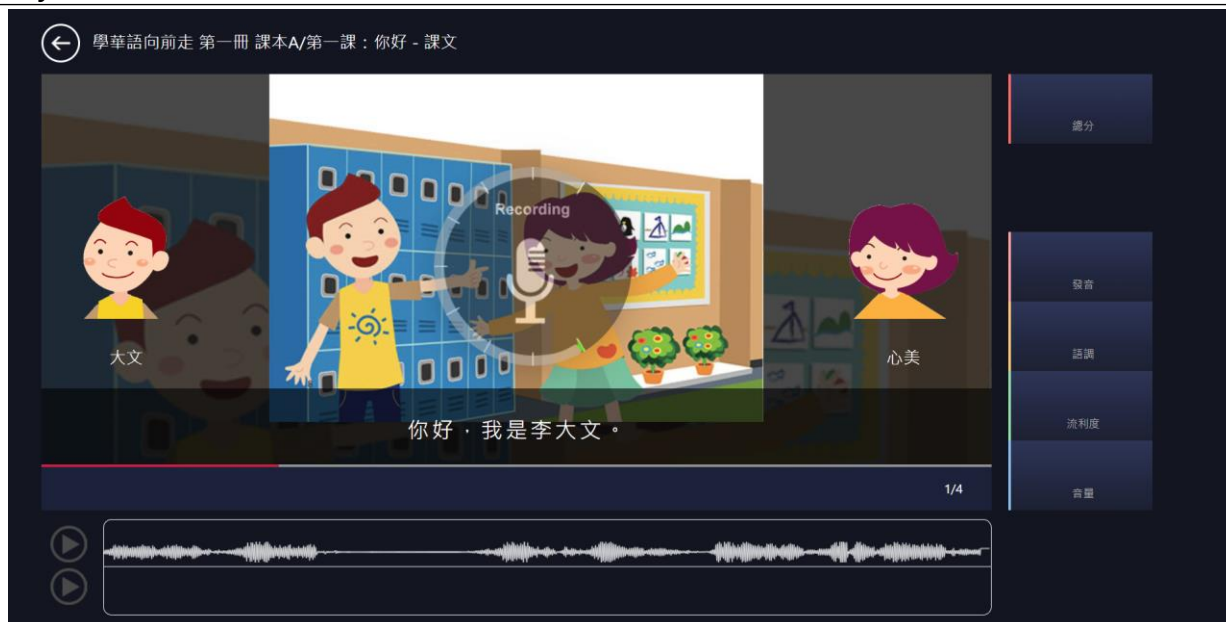 學華語向前走 第一冊 課本A/第一課：你好 - 課文
Recording
大文
心美
你好，我是李大文。
1/4
總分
發音
語調
流利度
音量